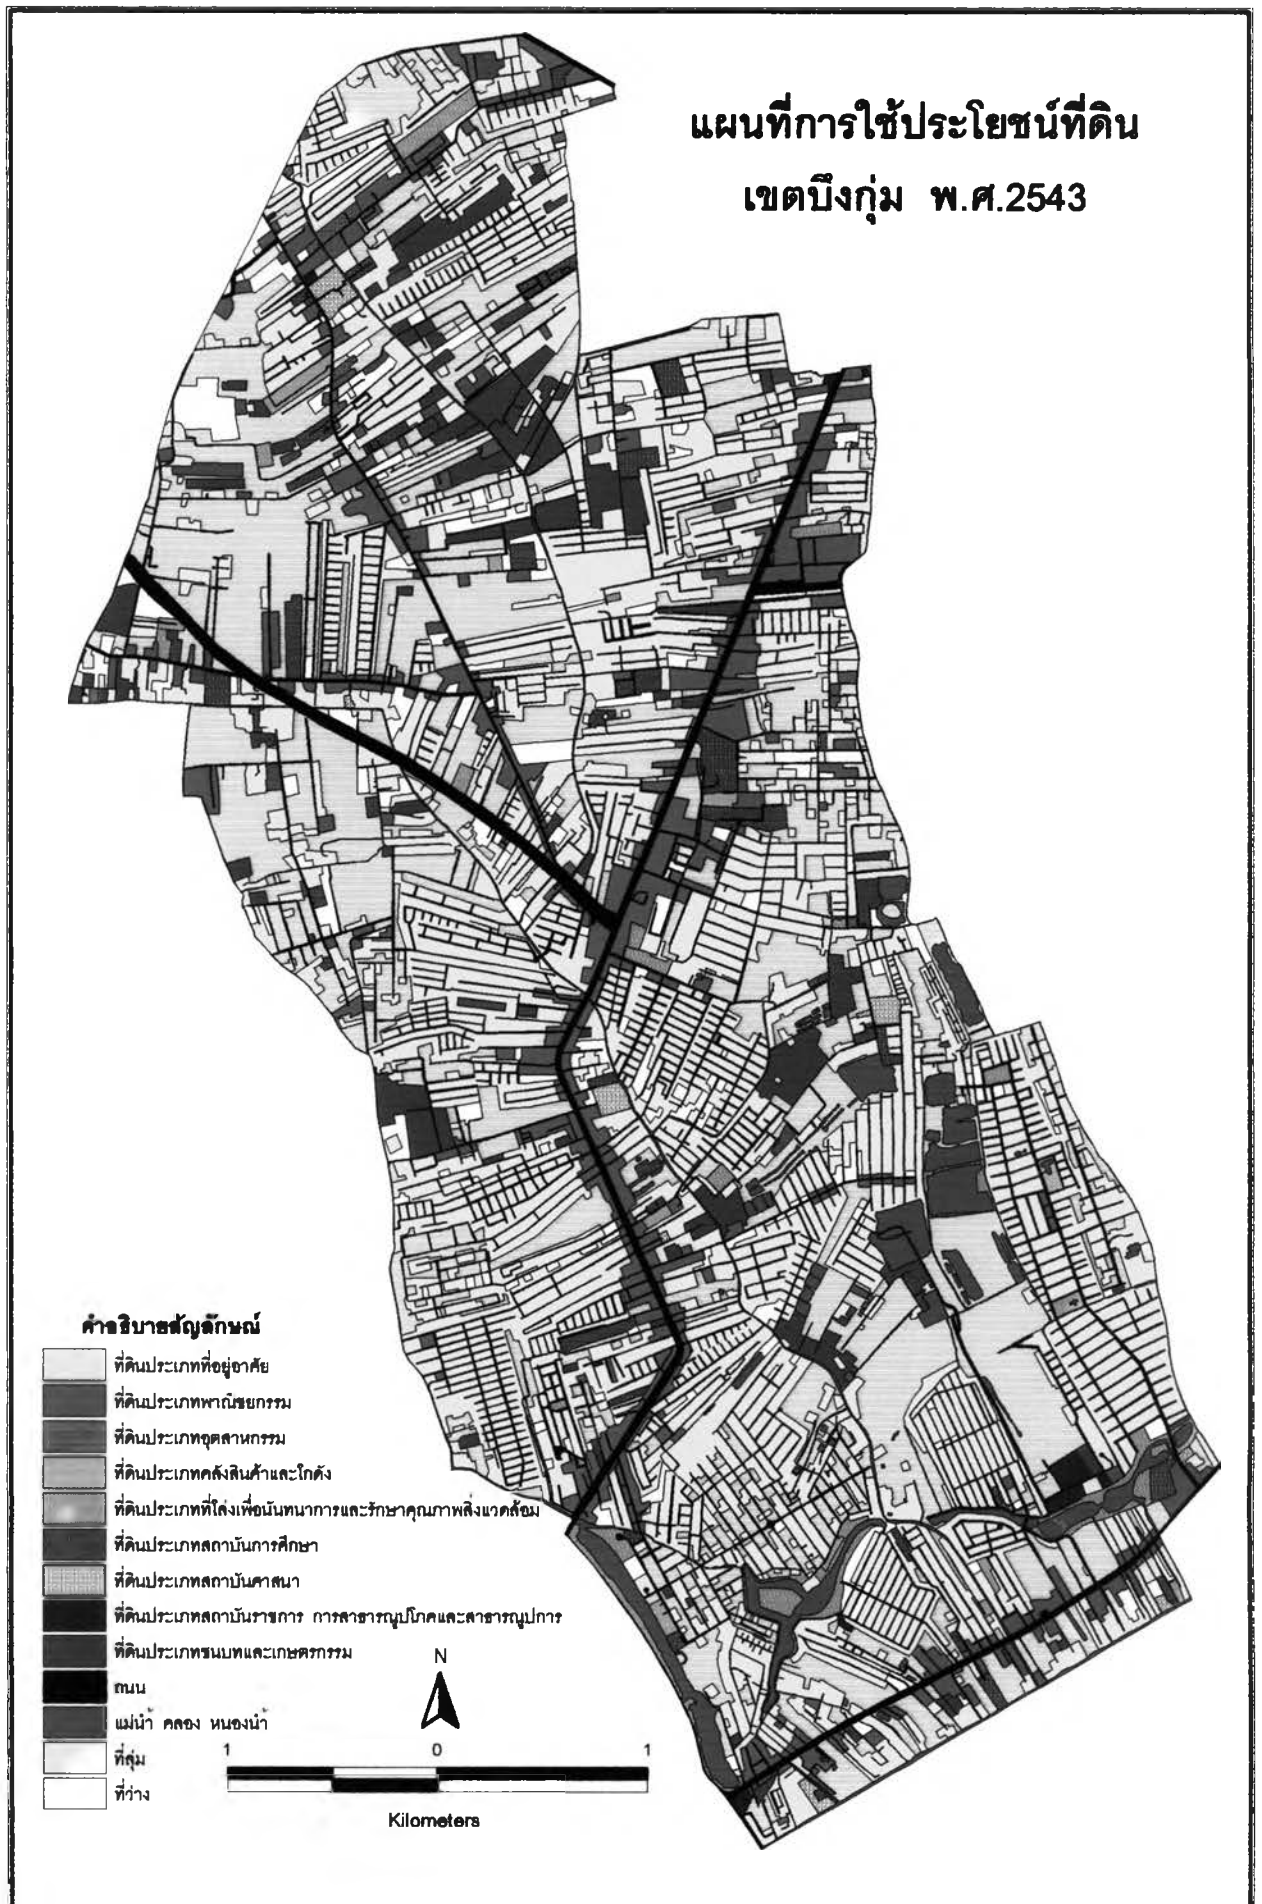 แผนที่การใช้ประโยชน์ที่ดิน
เขตบึงกุ่ม พ.ศ.2543
คำอธิบายสัญลักษณ์
ที่ดินประเภทที่อยู่อาศัย
ที่ดินประเภทพาณิชยกรรม
ที่ดินประเภทอุตสาหกรรม
ที่ดินประเภทคลังสินค้าและโกดัง
ที่ดินประเภทที่โล่งเพื่อนันทนาการและรักษาคุณภาพสิ่งแวดล้อม
ที่ดินประเภทสถาบันการศึกษา
ที่ดินประเภทสถาบันศาสนา
ที่ดินประเภทสถาบันราชการ การสาธารณูปโภคและสาธารณูปการ
ที่ดินประเภทชนบทและเกษตรกรรม
ถนน
แม่น้ำ คลอง หนองน้ำ
ที่ลุ่ม
ที่ว่าง
N
1 0 1
Kilometers